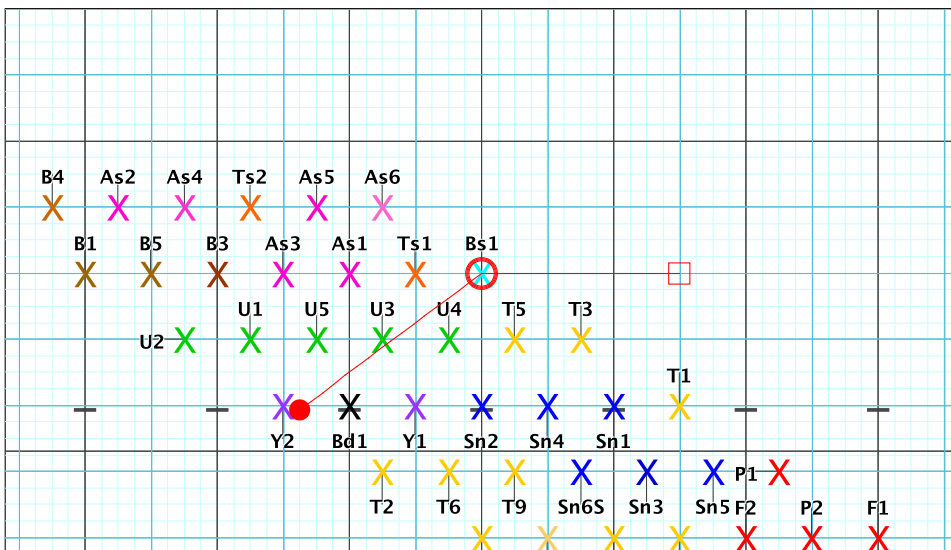 B4 As2 As4 Ts2 As5 As6
B1 B5 B3 As3 As1 Ts1 Bs1
U1 U5 U3 U4 T5 T3
U2
T1
Y2 Bd1 Y1 Sn2 Sn4 Sn1
P1
T2 T6 T9 Sn6S Sn3 Sn5 F2 P2 F1